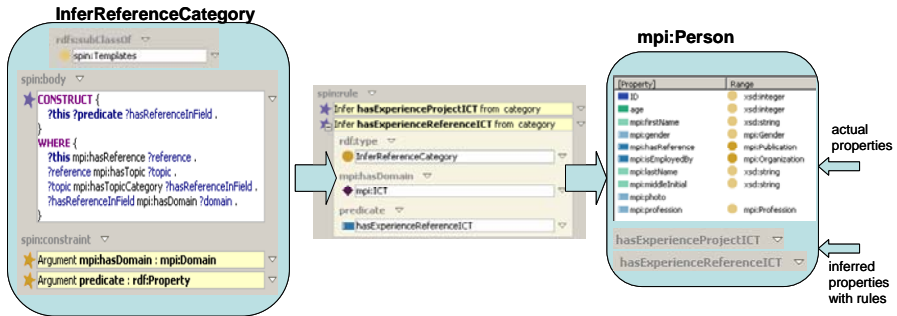 InferReferenceCategory
rdfs:subClassOf
spin:Templates
spin:body
CONSTRUCT {
?this ?predicate ?hasReferenceInField .
}
WHERE {
?this mpi:hasReference ?reference .
?reference mpi:hasTopic ?topic .
?topic mpi:hasTopicCategory ?hasReferenceInField .
?hasReferenceInField mpi:hasDomain ?domain .
}
spin:constraint
Argument mpi:hasDomain : mpi:Domain
Argument predicate : rdf:Property
spin:rule
Infer hasExperienceProjectICT from category
Infer hasExperienceReferenceICT from category
rdf:type
InferReferenceCategory
mpi:hasDomain
mpi:ICT
predicate
hasExperienceReferenceICT
mpi:Person
[Property] Range
ID xsd:integer
age xsd:integer
mpi:firstName xsd:string
mpi:gender mpi:Gender
mpi:hasReference mpi:Publication
mpi:isEmployedBy mpi:Organization
mpi:lastName xsd:string
mpi:middleInitial xsd:string
mpi:photo
mpi:profession mpi:Profession
hasExperienceProjectICT
hasExperienceReferenceICT
actual
properties
inferred
properties
with rules